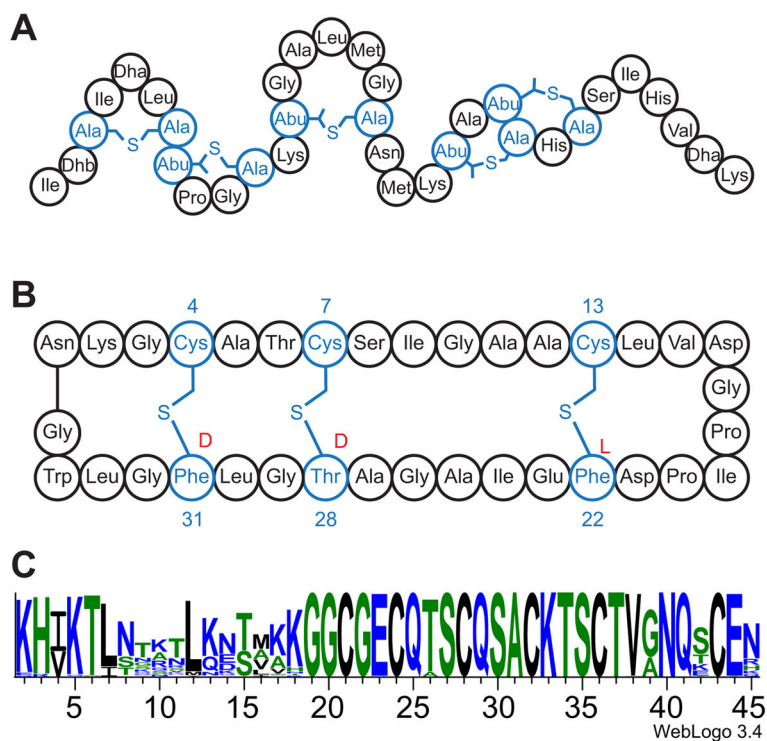 A
Ile Dhb Ala Ile Dha Leu Ala Abu Pro Gly Ala Lys Abu Gly Ala Leu Met Gly Ala Asn Met Lys Abu Ala Abu Ala His Ala Ser Ile His Val Dha Lys
S S S S S
B
4 7 13
Asn Lys Gly Cys Ala Thr Cys Ser Ile Gly Ala Ala Cys Leu Val Asp
Gly
S S S
Gly Pro
D D L
Trp Leu Gly Phe Leu Gly Thr Ala Gly Ala Ile Glu Phe Asp Pro Ile
31 28 22
C
KHIKTLNTKTLKNTMKKGGCGECQTSCQSACKTSCTVGNQSCEN
5 10 15 20 25 30 35 40 45
WebLogo 3.4